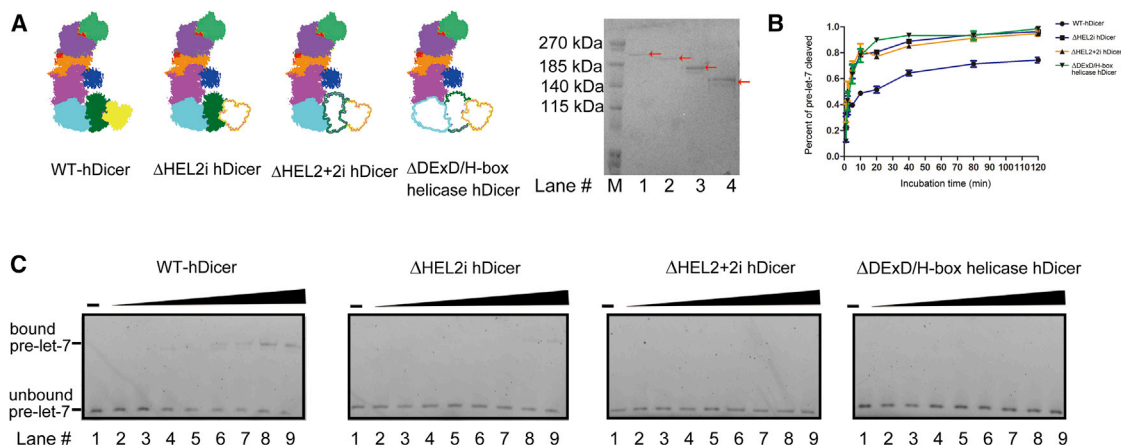 A
WT-hDicer
ΔHEL2i hDicer
ΔHEL2+2i hDicer
ΔDExD/H-box
helicase hDicer
270 kDa
185 kDa
140 kDa
115 kDa
Lane # M 1 2 3 4
B
Percent of pre-let-7 cleaved
1.0
0.8
0.6
0.4
0.2
0.0
0 10 20 30 40 50 60 70 80 90 100 110 120
Incubation time (min)
WT-hDicer
ΔHEL2i hDicer
ΔHEL2+2i hDicer
ΔDExD/H-box
helicase hDicer
C
WT-hDicer
ΔHEL2i hDicer
ΔHEL2+2i hDicer
ΔDExD/H-box helicase hDicer
bound
pre-let-7
unbound
pre-let-7
Lane # 1 2 3 4 5 6 7 8 9
1 2 3 4 5 6 7 8 9
1 2 3 4 5 6 7 8 9
1 2 3 4 5 6 7 8 9